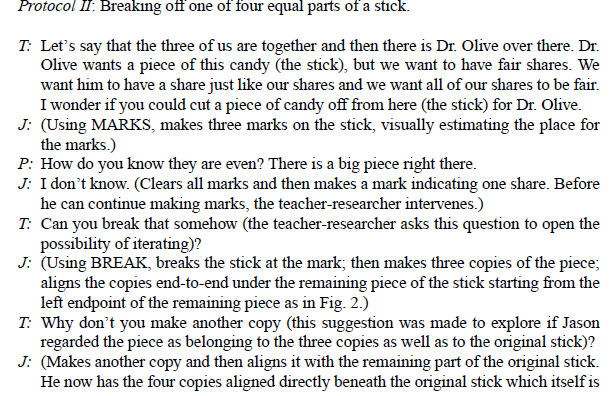 Protocol II: Breaking off one of four equal parts of a stick.
T: Let's say that the three of us are together and then there is Dr. Olive over there. Dr.
Olive wants a piece of this candy (the stick), but we want to have fair shares. We
want him to have a share just like our shares and we want all of our shares to be fair.
I wonder if you could cut a piece of candy off from here (the stick) for Dr. Olive.
J: (Using MARKS, makes three marks on the stick, visually estimating the place for
the marks.)
P: How do you know they are even? There is a big piece right there.
J: I don't know. (Clears all marks and then makes a mark indicating one share. Before
he can continue making marks, the teacher-researcher intervenes.)
T: Can you break that somehow (the teacher-researcher asks this question to open the
possibility of iterating)?
J: (Using BREAK, breaks the stick at the mark; then makes three copies of the piece;
aligns the copies end-to-end under the remaining piece of the stick starting from the
left endpoint of the remaining piece as in Fig. 2.)
T: Why don't you make another copy (this suggestion was made to explore if Jason
regarded the piece as belonging to the three copies as well as to the original stick)?
J: (Makes another copy and then aligns it with the remaining part of the original stick.
He now has the four copies aligned directly beneath the original stick which itself is